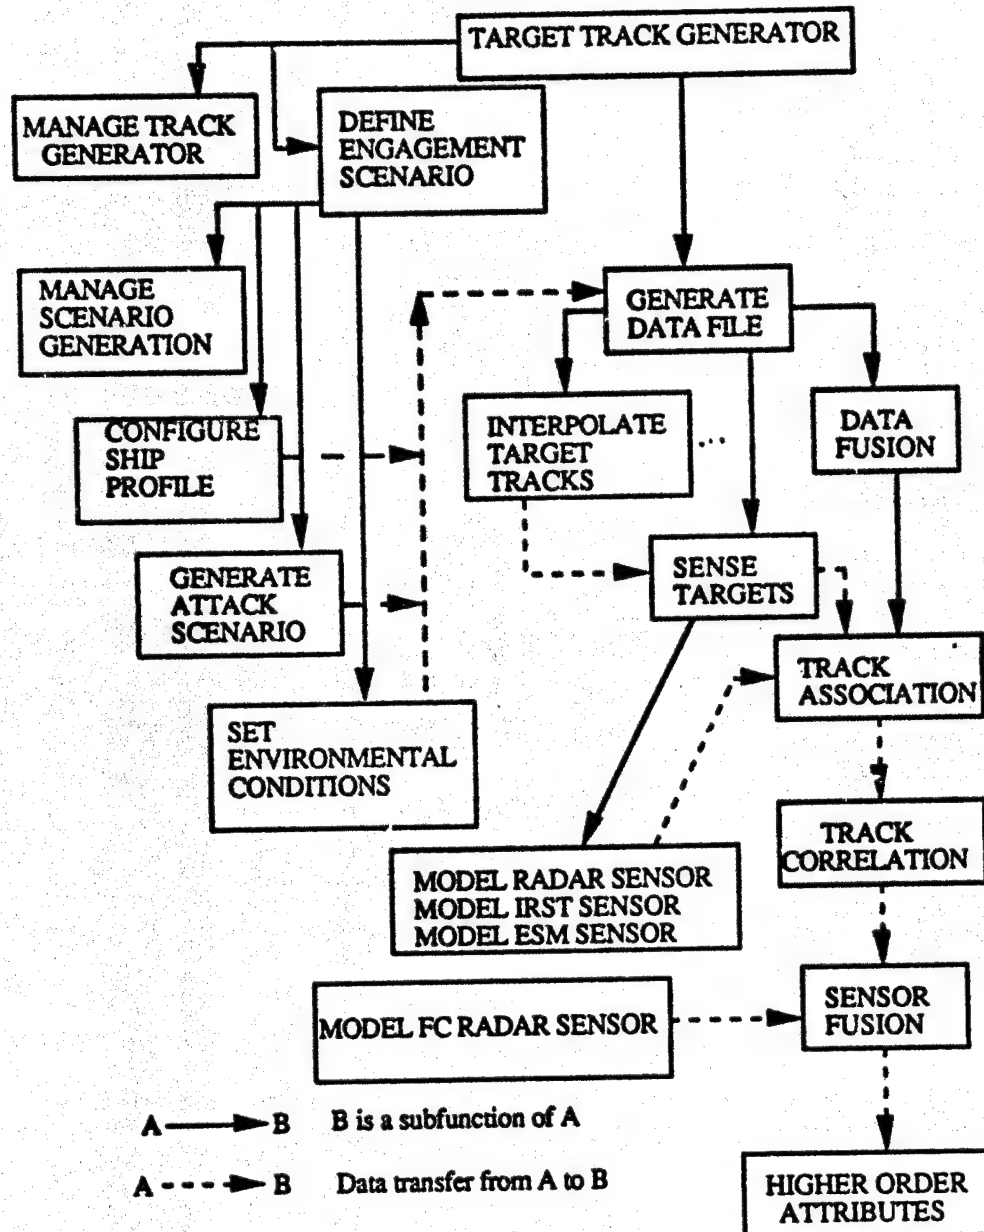 TARGET TRACK GENERATOR
MANAGE TRACK
GENERATOR
DEFINE
ENGAGEMENT
SCENARIO
MANAGE
SCENARIO
GENERATION
GENERATE
DATA FILE
CONFIGURE
SHIP
PROFILE
INTERPOLATE
TARGET
TRACKS
...
DATA
FUSION
GENERATE
ATTACK
SCENARIO
SENSE
TARGETS
TRACK
ASSOCIATION
SET
ENVIRONMENTAL
CONDITIONS
TRACK
CORRELATION
MODEL RADAR SENSOR
MODEL IRST SENSOR
MODEL ESM SENSOR
SENSOR
FUSION
MODEL FC RADAR SENSOR
A B B is a subfunction of A
A B Data transfer from A to B
HIGHER ORDER
ATTRIBUTES